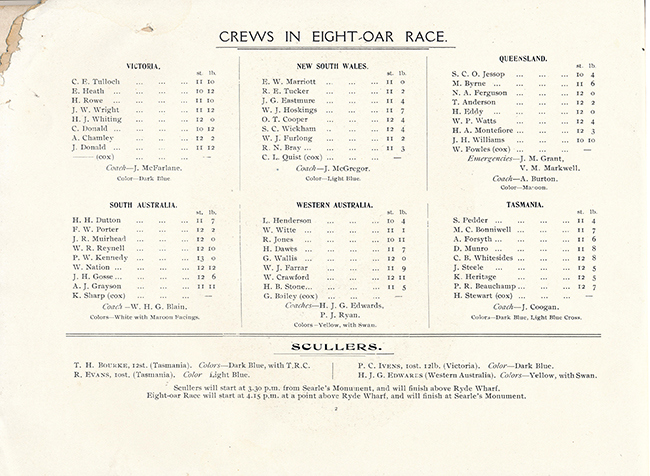 CREWS IN EIGHT-OAR RACE.
VICTORIA.
st. lb.
C. E. Tulloch ... ... ... 11 10
E. Heath ... ... ... ... 10 12
H. Rowe ... ... ... ... 11 10
J. W. Wright ... ... ... 11 12
H. J. Whiting ... ... ... 12 0
C. Donald ... ... ... ... 10 12
A. Chamley ... ... ... 12 2
J. Donald ... ... ... ... 11 12
—— (cox) ... ... ... —
Coach—J. McFarlane.
Color—Dark Blue.
NEW SOUTH WALES.
st. lb.
E. W. Marriott ... ... ... 11 0
R. E. Tucker ... ... ... 11 2
J. G. Eastmure ... ... ... 11 4
W. J. Hoskings ... ... ... 11 7
O. T. Cooper ... ... ... 12 4
S. C. Wickham ... ... ... 12 4
W. J. Furlong ... ... ... 11 2
R. N. Bray ... ... ... ... 11 3
C. L. Quist (cox) ... ... ... —
Coach—J. McGregor.
Color—Light Blue.
QUEENSLAND.
st. lb.
S. C. O. Jessop ... ... ... 10 4
M. Byrne ... ... ... ... 11 6
N. A. Ferguson ... ... ... 12 0
T. Anderson ... ... ... 12 2
H. Eddy ... ... ... ... 12 0
W. P. Watts ... ... ... 12 4
H. A. Montefiore ... ... ... 12 3
J. H. Williams ... ... ... 10 10
W. Fowles (cox) ... ... ... —
Emergencies—J. M. Grant,
V. M. Markwell.
Coach—A. Burton.
Color—Maroon.
SOUTH AUSTRALIA.
st. lb.
H. H. Dutton ... ... ... 11 7
F. W. Porter ... ... ... 12 2
J. R. Muirhead ... ... ... 12 0
W. R. Reynell ... ... ... 12 10
P. W. Kennedy ... ... ... 13 0
W. Nation ... ... ... ... 12 12
J. H. Gosse ... ... ... ... 12 6
A. J. Grayson ... ... ... 11 11
K. Sharp (cox) ... ... ... —
Coach—W. H. G. Blain.
Colors—White with Maroon Facings.
WESTERN AUSTRALIA.
st. lb.
L. Henderson ... ... ... 10 4
W. Witte ... ... ... ... 11 1
R. Jones ... ... ... ... 10 11
H. Dawes ... ... ... ... 11 7
G. Wallis ... ... ... ... 12 0
W. J. Farrar ... ... ... 11 9
W. Crawford ... ... ... 12 11
H. B. Stone... ... ... ... 11 5
G. Bailey (cox) ... ... ... —
Coaches—H. J. G. Edwards.
P. J. Ryan.
Colors—Yellow, with Swan.
TASMANIA.
st. lb.
S. Pedder ... ... ... ... 11 4
M. C. Bonniwell ... ... ... 11 7
A. Forsyth ... ... ... ... 11 6
D. Munro ... ... ... ... 11 8
C. B. Whitesides ... ... ... 12 8
J. Steele ... ... ... ... 12 5
K. Heritage ... ... ... 12 5
P. R. Beauchamp ... ... ... 12 7
H. Stewart (cox) ... ... ... —
Coach—J. Coogan.
Colors—Dark Blue, Light Blue Cross.
SCULLERS.
T. H. BOURKE, 12st. (Tasmania). Colors—Dark Blue, with T.R.C.
R. EVANS, 10st. (Tasmania). Color Light Blue.
P. C. IVENS, 10st. 12lb. (Victoria). Color—Dark Blue.
H. J. G. EDWARDS (Western Australia). Colors—Yellow, with Swan.
Scullers will start at 3.30 p.m. from Searle's Monument, and will finish above Ryde Wharf.
Eight-oar Race will start at 4.15 p.m. at a point above Ryde Wharf, and will finish at Searle's Monument.
2